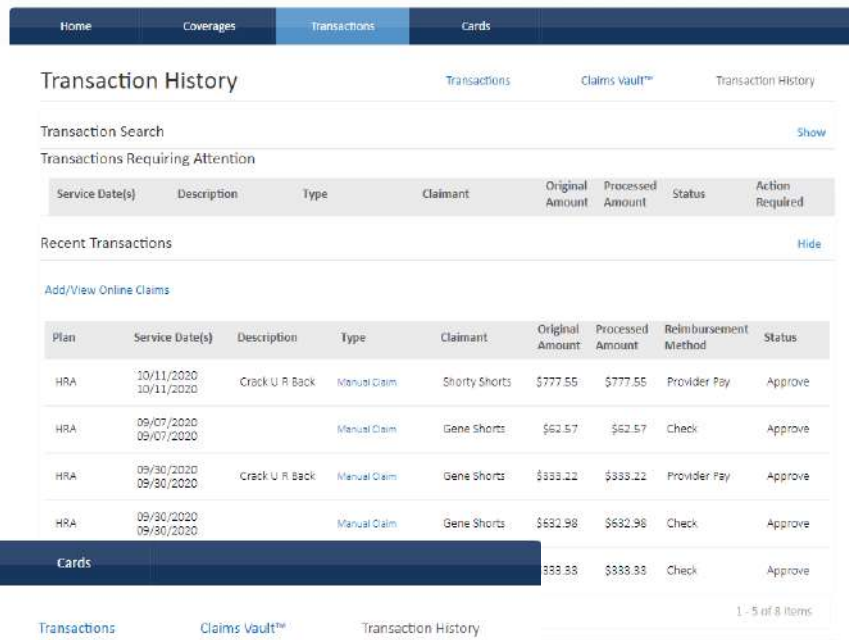 Home Coverages Transactions Cards
Transaction History Transactions Claims Vault™ Transaction History
Transaction Search Show
Transactions Requiring Attention
Service Date(s) Description Type Claimant Original Amount Processed Amount Status Action Required
Recent Transactions Hide
Add/View Online Claims
Plan Service Date(s) Description Type Claimant Original Amount Processed Amount Reimbursement Method Status
HRA 10/11/2020 10/11/2020 Crack U R Back Manual Claim Shorty Shorts $777.55 $777.55 Provider Pay Approve
HRA 09/07/2020 09/07/2020 Manual Claim Gene Shorts $62.57 $62.57 Check Approve
HRA 09/30/2020 09/30/2020 Crack U R Back Manual Claim Gene Shorts $333.22 $333.22 Provider Pay Approve
HRA 09/30/2020 09/30/2020 Manual Claim Gene Shorts $632.98 $632.98 Check Approve
Cards
333.33 $333.33 Check Approve
1 - 5 of 8 items
Transactions Claims Vault™ Transaction History